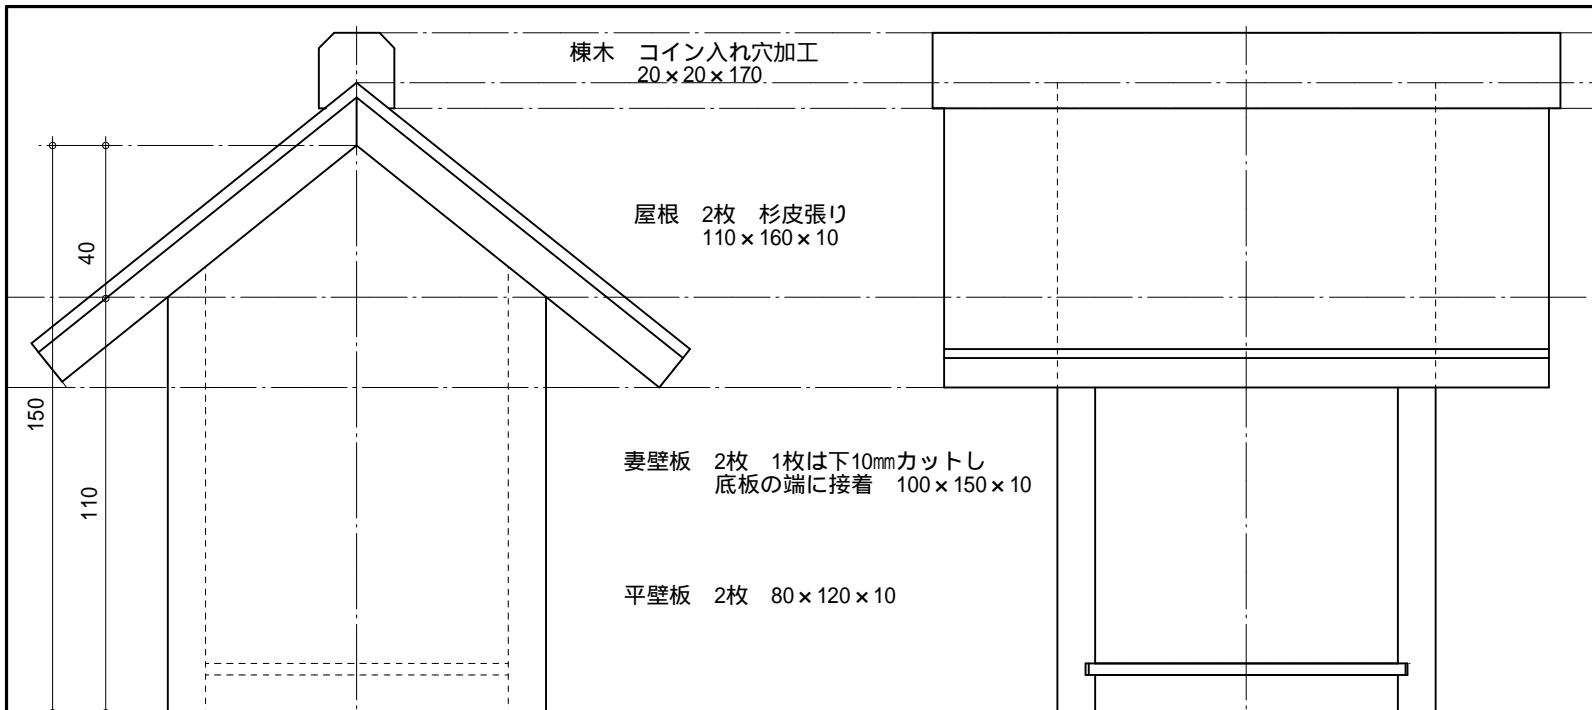 棟木　コイン入れ穴加工
20×20×170
屋根　2枚　杉皮張り
110×160×10
40
150
妻壁板　2枚　1枚は下10㎜カットし
底板の端に接着　100×150×10
110
平壁板　2枚　80×120×10